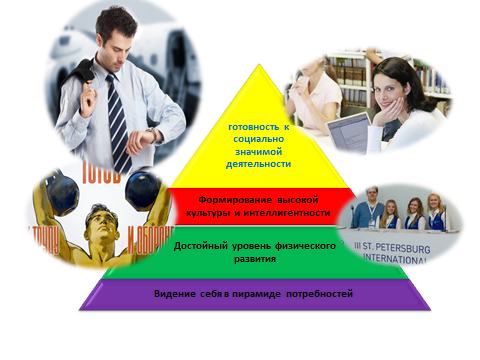 готовность к
социально
значимой
деятельности
Формирование высокой
культуры и интеллигентности
Достойный уровень физического
развития
Видение себя в пирамиде потребностей
И ОБОРОНЕ
III ST. PETERSBURG
INTERNATIONAL